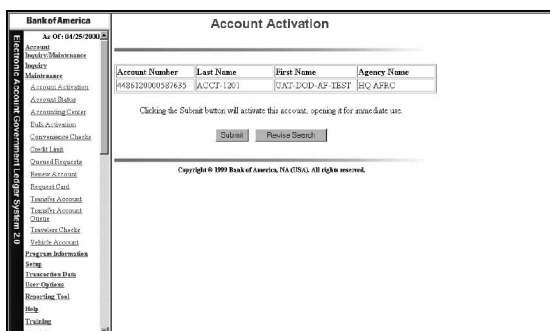 Bank of America
As Of: 04/25/2000
Electronic Account Government Ledger System 2.0
Account Inquiry/Maintenance
Inquiry
Maintenance
Account Activation
Account Status
Accounting Center
Bulk Activation
Convenience Checks
Credit Limit
Queued Requests
Renew Account
Request Card
Transfer Account
Transfer Account
Queue
Travelers Checks
Vehicle Account
Program Information
Setup
Transaction Data
User Options
Reporting Tool
Help
Training
Account Activation
Account Number Last Name First Name Agency Name
4486120000587635 ACCT-1201 UAT-DOD-AF-TEST HQ AFRC
Clicking the Submit button will activate this account, opening it for immediate use.
Submit Revise Search
Copyright © 1999 Bank of America, NA (USA). All rights reserved.